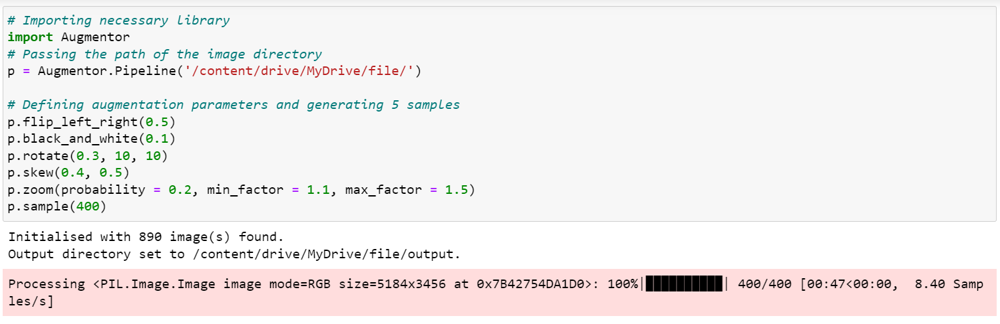 # Importing necessary library
import Augmentor
# Passing the path of the image directory
p = Augmentor.Pipeline('/content/drive/MyDrive/file/')
# Defining augmentation parameters and generating 5 samples
p.flip_left_right(0.5)
p.black_and_white(0.1)
p.rotate(0.3, 10, 10)
p.skew(0.4, 0.5)
p.zoom(probability = 0.2, min_factor = 1.1, max_factor = 1.5)
p.sample(400)
Initialised with 890 image(s) found.
Output directory set to /content/drive/MyDrive/file/output.
Processing <PIL.Image.Image image mode=RGB size=5184x3456 at 0x7B42754DA1D0>: 100%|██████████| 400/400 [00:47<00:00,  8.40 Samp
les/s]